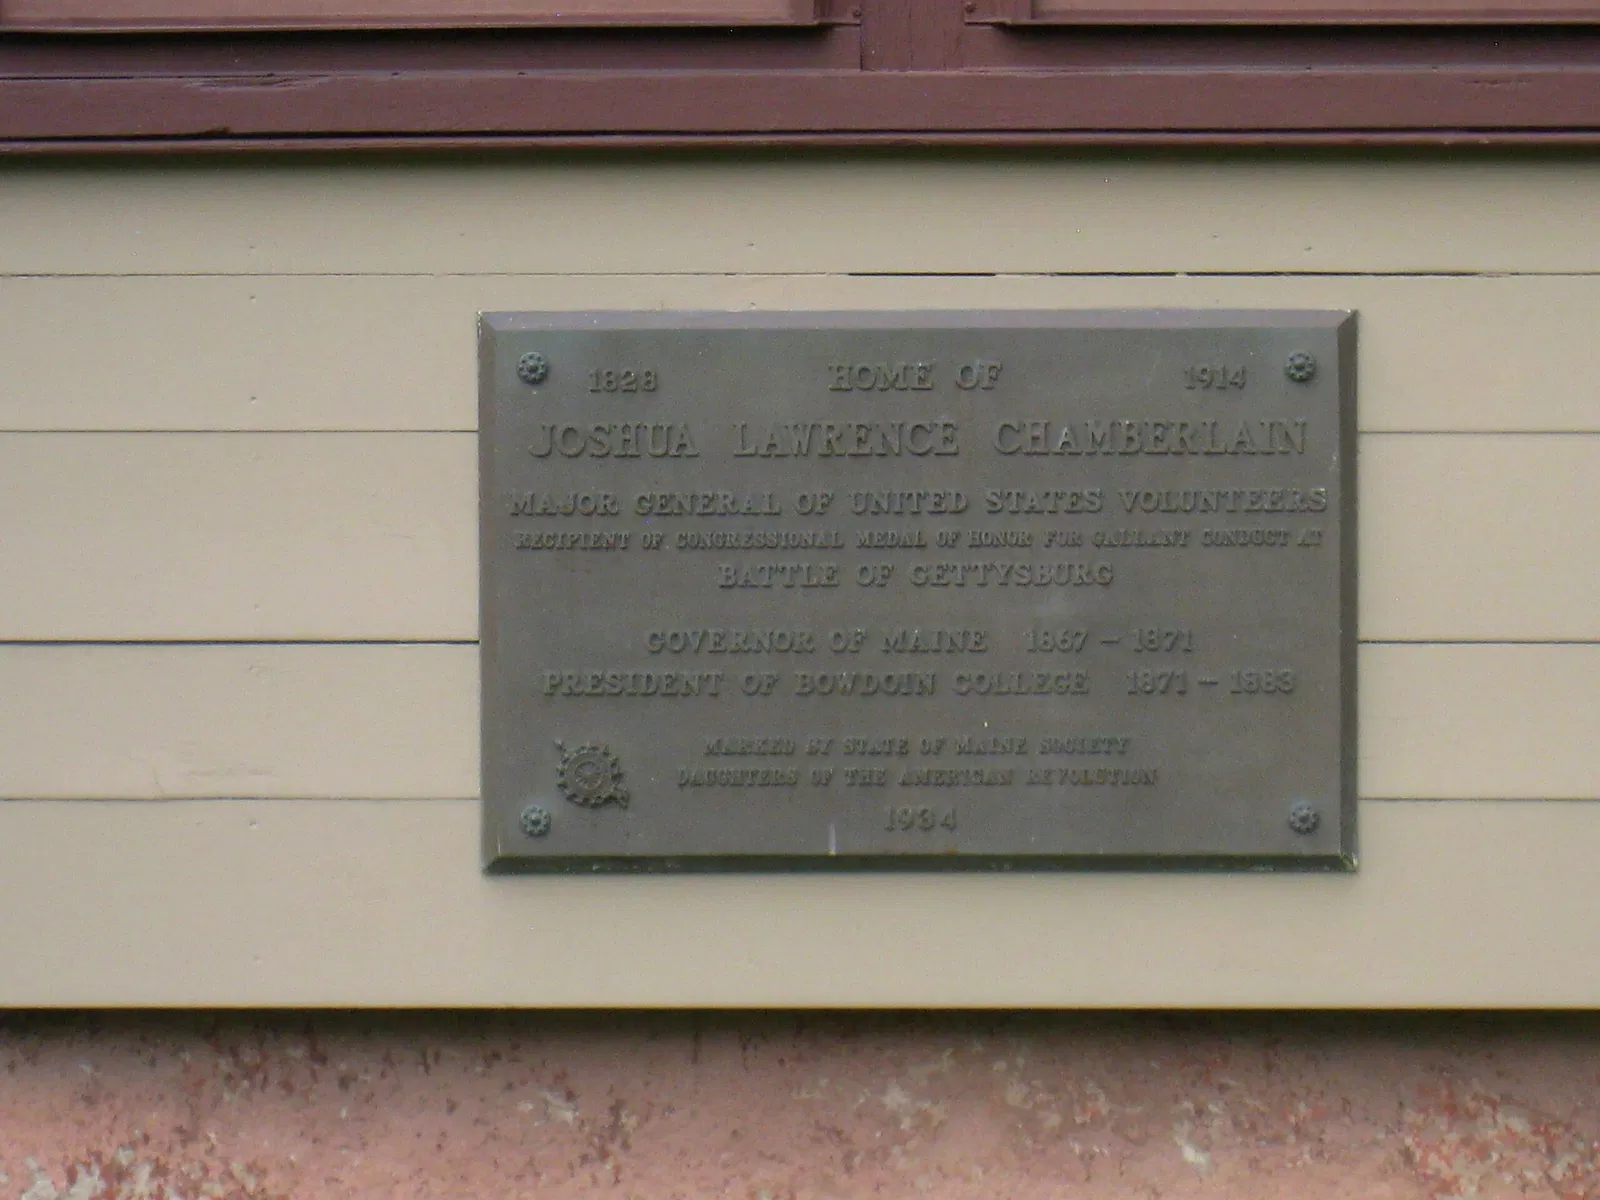 1828 HOME OF 1914
JOSHUA LAWRENCE CHAMBERLAIN
MAJOR GENERAL OF UNITED STATES VOLUNTEERS
RECIPIENT OF CONGRESSIONAL MEDAL OF HONOR FOR GALLANT CONDUCT AT
BATTLE OF GETTYSBURG
GOVERNOR OF MAINE 1867 – 1871
PRESIDENT OF BOWDOIN COLLEGE 1871 – 1883
MARKED BY STATE OF MAINE SOCIETY
DAUGHTERS OF THE AMERICAN REVOLUTION
1934